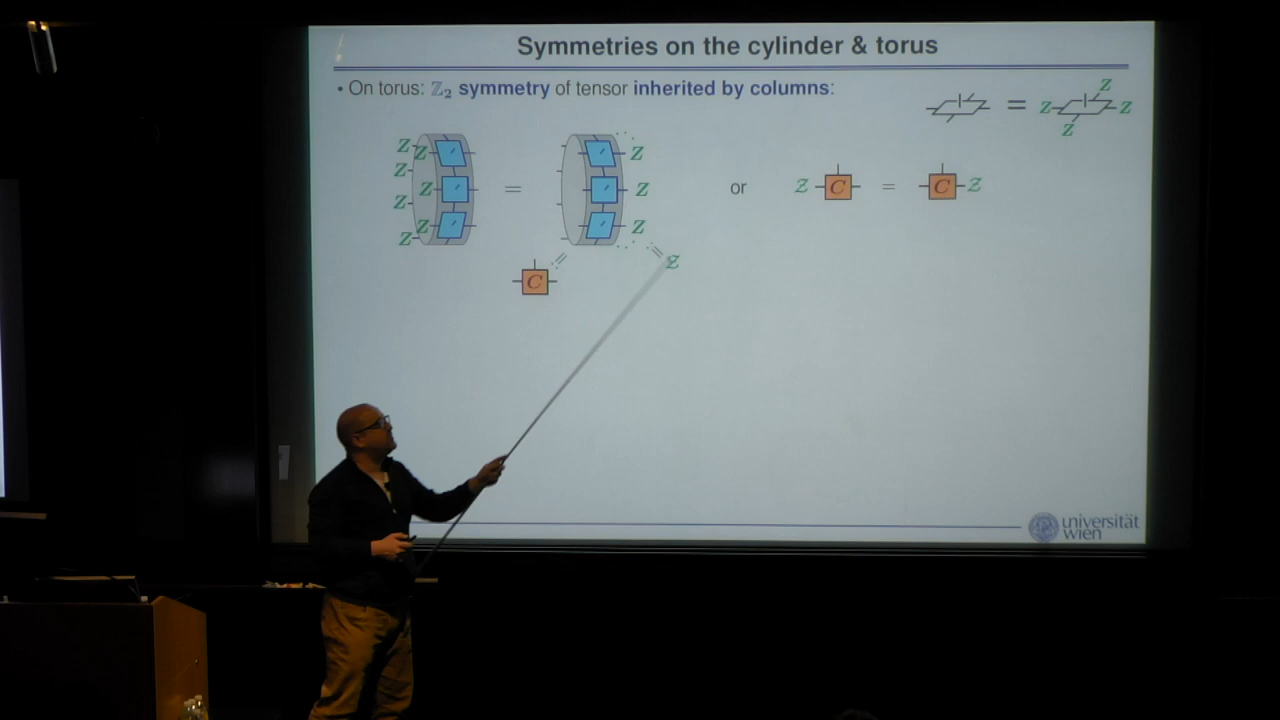 Symmetries on the cylinder & torus
• On torus: ℤ₂ symmetry of tensor inherited by columns:
= Z Z Z Z
Z Z Z Z Z Z Z Z = Z Z Z or Z C = C Z
C Z
universität
wien